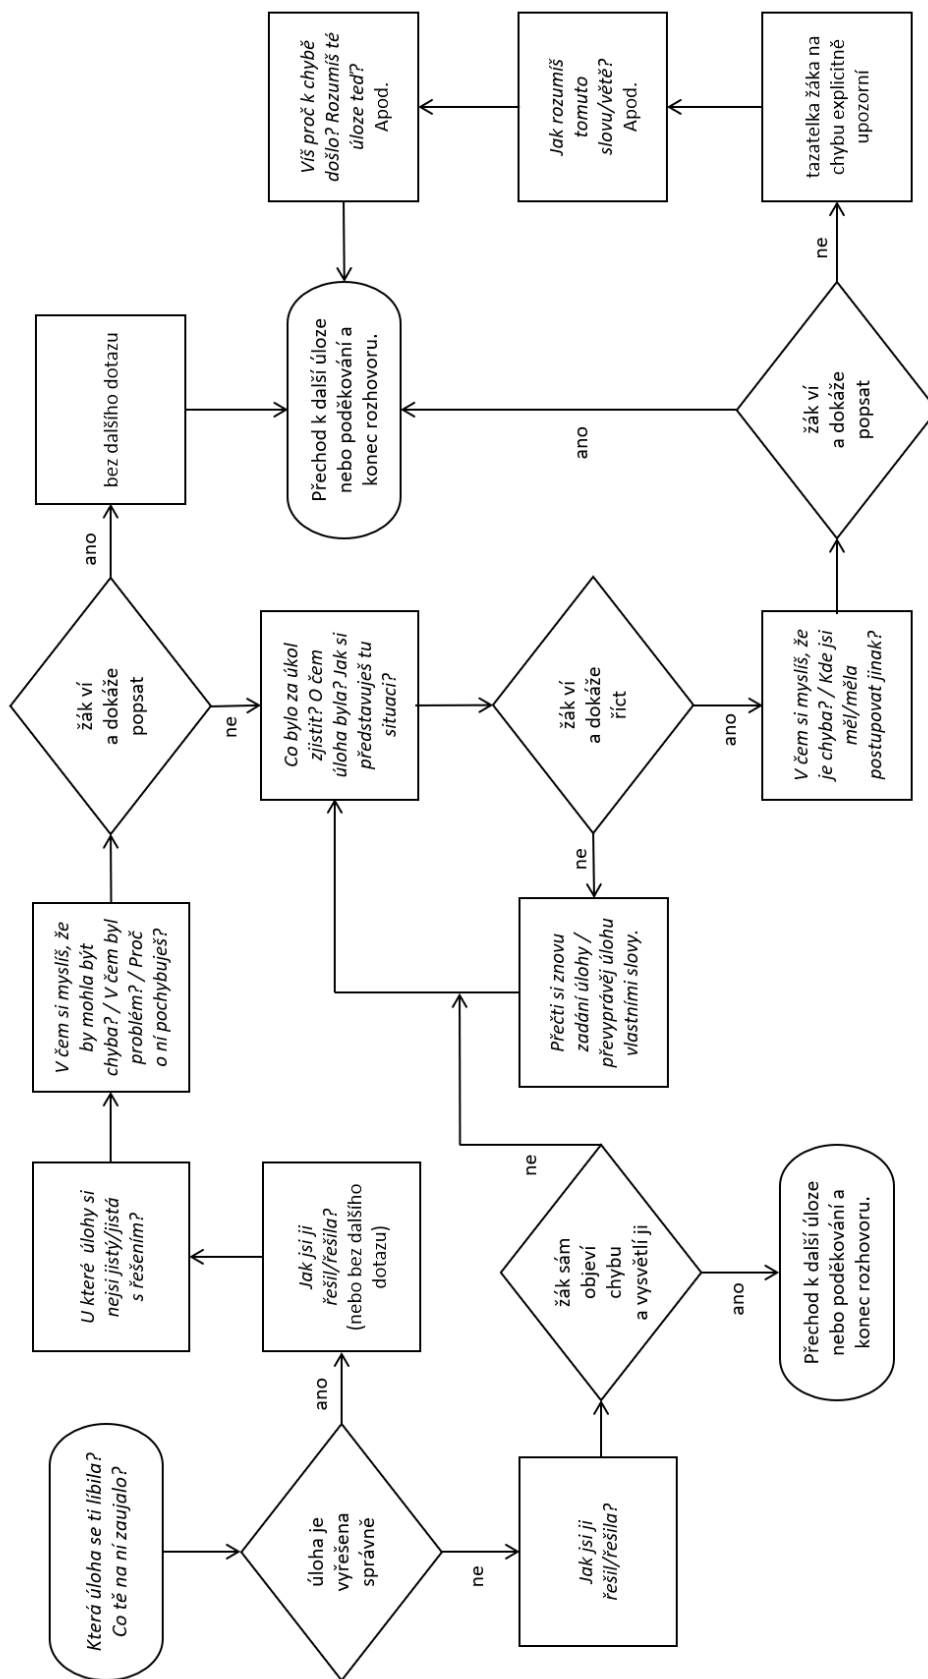 Která úloha se ti líbila?
Co tě na ní zaujalo?
úloha je
vyřešena
správně
ano
ne
Jak jsi ji
řešil/řešila?
(nebo bez dalšího
dotazu)
U které úlohy si
nejsi jistý/jistá
s řešením?
V čem si myslíš, že
by mohla být
chyba? / V čem byl
problém? / Proč
o ní pochybuješ?
žák ví
a dokáže
popsat
ano
ne
bez dalšího dotazu
Přechod k další úloze
nebo poděkování a
konec rozhovoru.
Jak jsi ji
řešil/řešila?
žák sám
objeví
chybu
a vysvětlí ji
ne
ano
Přechod k další úloze
nebo poděkování a
konec rozhovoru.
Co bylo za úkol
zjistit? O čem
úloha byla? Jak si
představuješ tu
situaci?
žák ví
a dokáže
říct
ne
ano
Přečti si znovu
zadání úlohy /
převyprávěj úlohu
vlastními slovy.
V čem si myslíš, že
je chyba? / Kde jsi
měl/měla
postupovat jinak?
žák ví
a dokáže
popsat
ano
ne
tazatelka žáka na
chybu explicitně
upozorní
Jak rozumíš
tomuto
slovu/větě?
Apod.
Víš proč k chybě
došlo? Rozumíš té
úloze teď?
Apod.